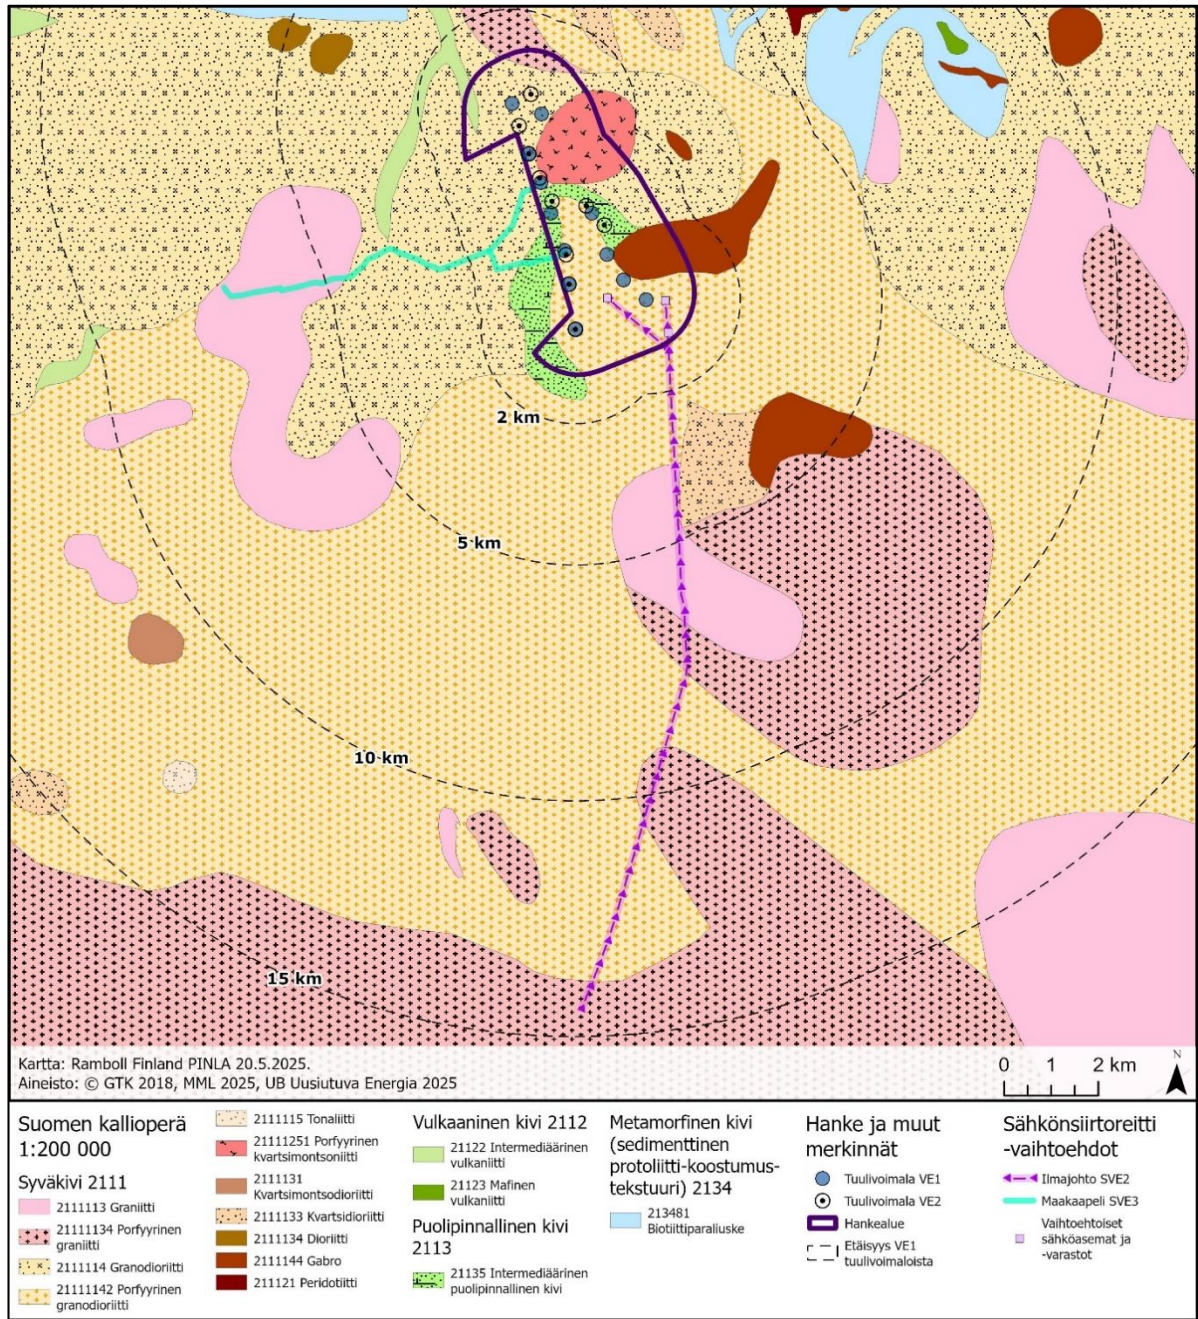 2 km
5 km
10 km
15 km
Kartta: Ramboll Finland PINLA 20.5.2025.
Aineisto: © GTK 2018, MML 2025, UB Uusiutuva Energia 2025
0 1 2 km
N
Suomen kallioperä
1:200 000
Syväkivi 2111
2111113 Graniitti
21111134 Porfyyrinen
graniitti
2111114 Granodioriitti
21111142 Porfyyrinen
granodioriitti
2111115 Tonaliitti
21111251 Porfyyrinen
kvartsimontsoniitti
2111131
Kvartsimontsodioriitti
2111133 Kvartsidioriitti
2111134 Dioriitti
2111144 Gabro
211121 Peridotiitti
Vulkaaninen kivi 2112
21122 Intermediäärinen
vulkaniitti
21123 Mafinen
vulkaniitti
Puolipinnallinen kivi
2113
21135 Intermediäärinen
puolipinnallinen kivi
Metamorfinen kivi
(sedimenttinen
protoliitti-koostumus-
tekstuuri) 2134
213481
Biotiittiparaliuske
Hanke ja muut
merkinnät
Tuulivoimala VE1
Tuulivoimala VE2
Hankealue
Etäisyys VE1
tuulivoimaloista
Sähkönsiirtoreitti
-vaihtoehdot
Ilmajohto SVE2
Maakaapeli SVE3
Vaihtoehtoiset
sähköasemat ja
-varastot